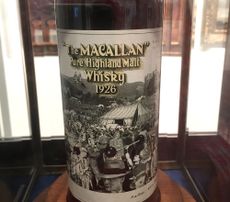 "The MACALLAN"
Pure Highland Malt
Whisky
1926